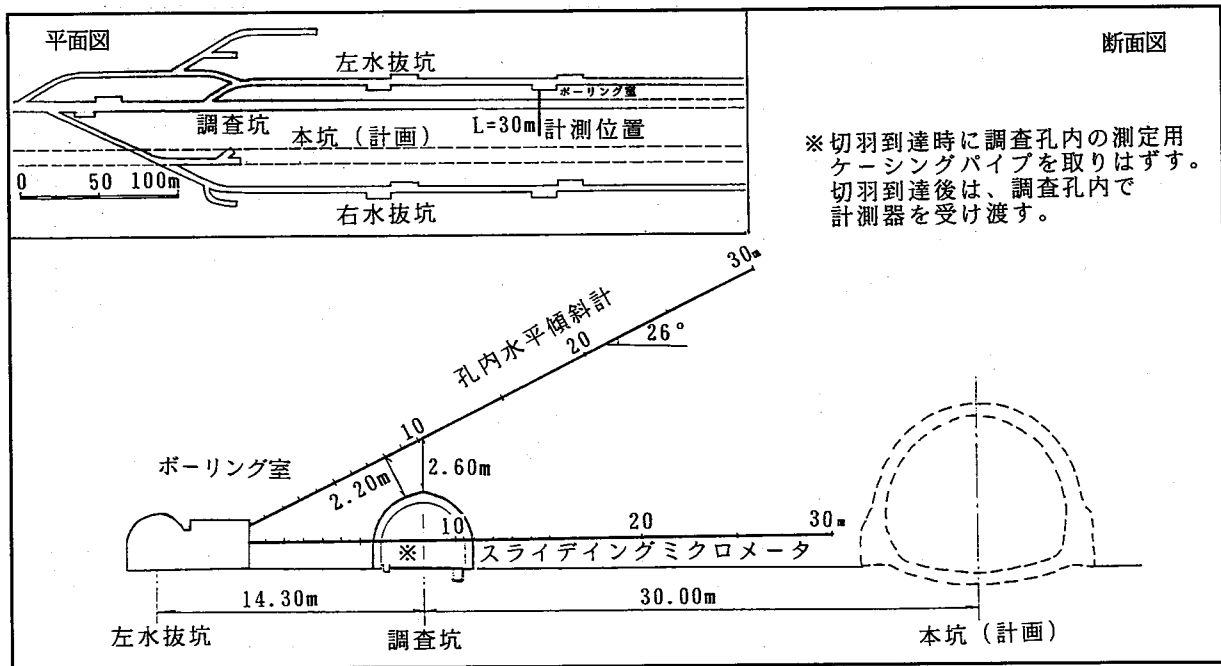 平面図
断面図
左水抜坑
ボーリング室
調査坑
本坑(計画)
L=30m
計測位置
0 50 100m
右水抜坑
※切羽到達時に調査孔内の測定用
ケーシングパイプを取りはずす。
切羽到達後は、調査孔内で
計測器を受け渡す。
30m
孔内水平傾斜計
20
26°
10
ボーリング室
2.20m
2.60m
10
20
30m
※
スライデイングミクロメータ
14.30m
30.00m
左水抜坑
調査坑
本坑(計画)